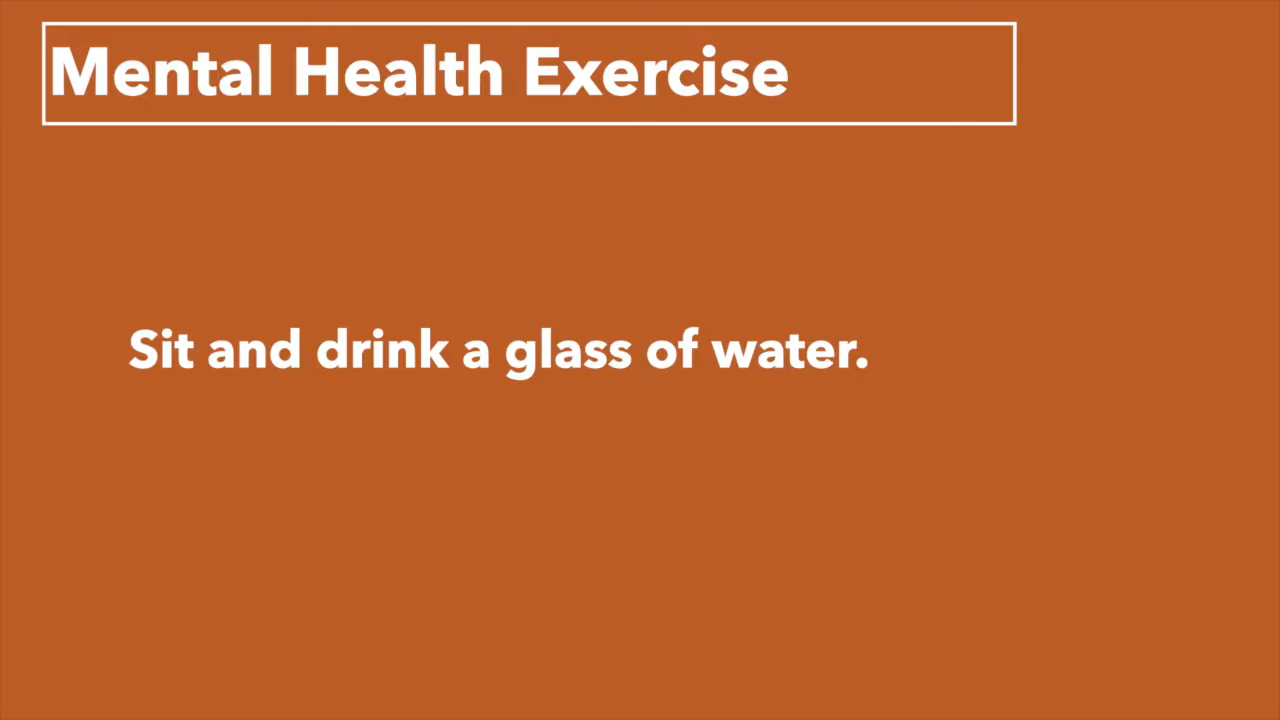 Mental Health Exercise
Sit and drink a glass of water.